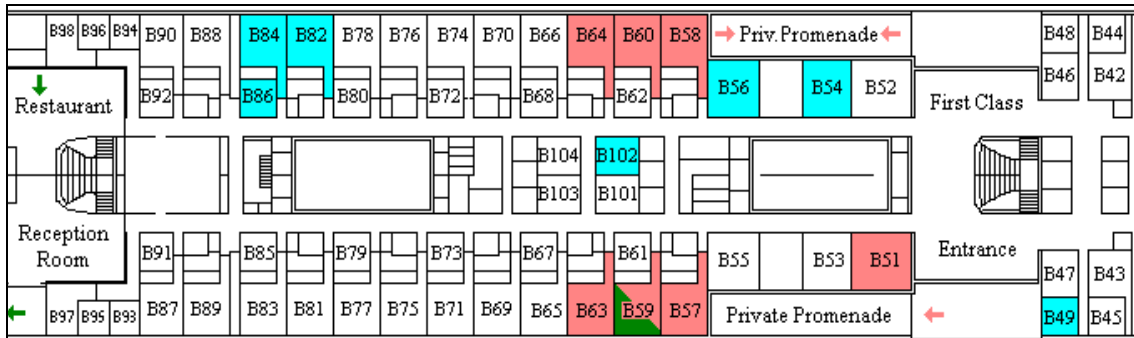 B98 B96 B94 B90 B88 B84 B82 B78 B76 B74 B70 B66 B64 B60 B58 Priv.Promenade B48 B44
B92 B86 B80 B72 B68 B62 B56 B54 B52 B46 B42
Restaurant
First Class
B104 B102
B103 B101
Reception
Room
B91 B85 B79 B73 B67 B61 B55 B53 B51 Entrance B47 B43
B97 B95 B93 B87 B89 B83 B81 B77 B75 B71 B69 B65 B63 B59 B57 Private Promenade B49 B45